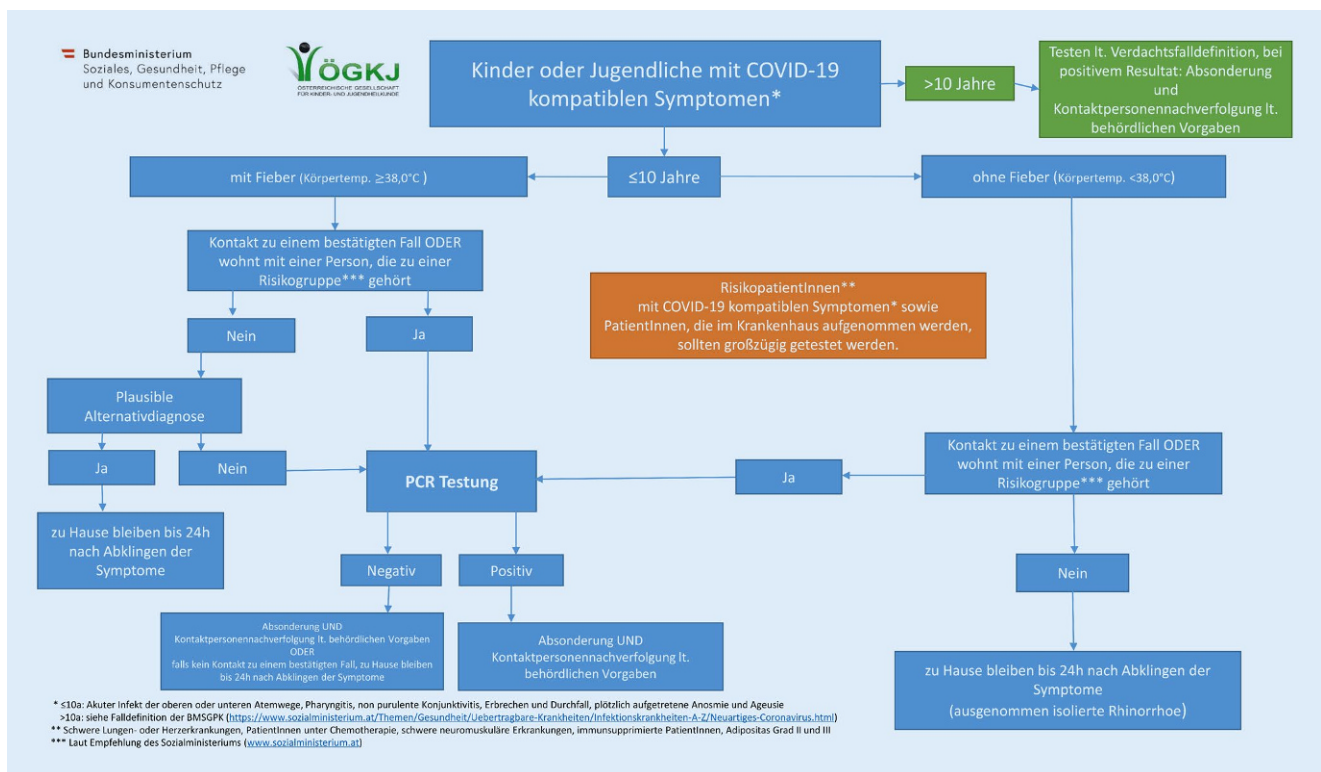 Bundesministerium
Soziales, Gesundheit, Pflege
und Konsumentenschutz
ÖGKJ
ÖSTERREICHISCHE GESELLSCHAFT
FÜR KINDER- UND JUGENDHEILKUNDE
Kinder oder Jugendliche mit COVID-19
kompatiblen Symptomen*
>10 Jahre
Testen lt. Verdachtsfalldefinition, bei
positivem Resultat: Absonderung
und
Kontaktpersonennachverfolgung lt.
behördlichen Vorgaben
mit Fieber (Körpertemp. ≥38,0°C )
≤10 Jahre
ohne Fieber (Körpertemp. <38,0°C)
Kontakt zu einem bestätigten Fall ODER
wohnt mit einer Person, die zu einer
Risikogruppe*** gehört
RisikopatientInnen**
mit COVID-19 kompatiblen Symptomen* sowie
PatientInnen, die im Krankenhaus aufgenommen werden,
sollten großzügig getestet werden.
Nein
Ja
Plausible
Alternativdiagnose
Ja
Nein
PCR Testung
Ja
Kontakt zu einem bestätigten Fall ODER
wohnt mit einer Person, die zu einer
Risikogruppe*** gehört
zu Hause bleiben bis 24h
nach Abklingen der
Symptome
Negativ
Positiv
Nein
Absonderung UND
Kontaktpersonennachverfolgung lt. behördlichen Vorgaben
ODER
falls kein Kontakt zu einem bestätigten Fall, zu Hause bleiben
bis 24h nach Abklingen der Symptome
Absonderung UND
Kontaktpersonennachverfolgung lt.
behördlichen Vorgaben
zu Hause bleiben bis 24h nach Abklingen der
Symptome
(ausgenommen isolierte Rhinorrhoe)
* ≤10a: Akuter Infekt der oberen oder unteren Atemwege, Pharyngitis, non purulente Konjunktivitis, Erbrechen und Durchfall, plötzlich aufgetretene Anosmie und Ageusie
>10a: siehe Falldefinition der BMSGPK (https://www.sozialministerium.at/Themen/Gesundheit/Uebertragbare-Krankheiten/Infektionskrankheiten-A-Z/Neuartiges-Coronavirus.html)
** Schwere Lungen- oder Herzerkrankungen, PatientInnen unter Chemotherapie, schwere neuromuskuläre Erkrankungen, immunsupprimierte PatientInnen, Adipositas Grad II und III
*** Laut Empfehlung des Sozialministeriums (www.sozialministerium.at)